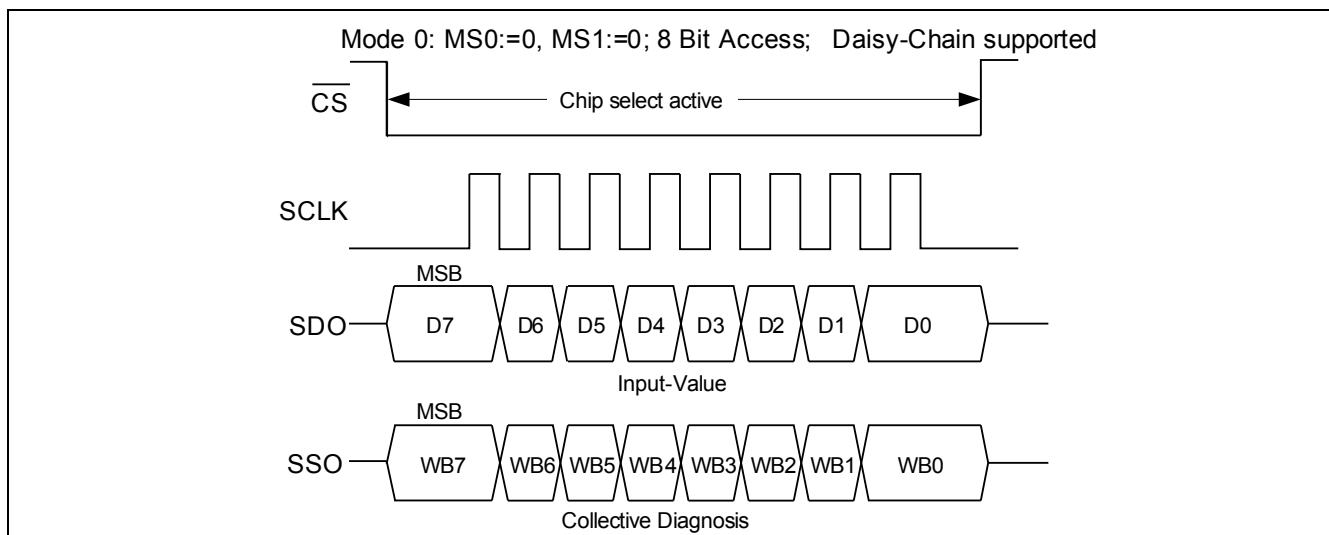 Mode 0: MS0:=0, MS1:=0; 8 Bit Access; Daisy-Chain supported
CS
Chip select active
SCLK
MSB
SDO D7 D6 D5 D4 D3 D2 D1 D0
Input-Value
MSB
SSO WB7 WB6 WB5 WB4 WB3 WB2 WB1 WB0
Collective Diagnosis